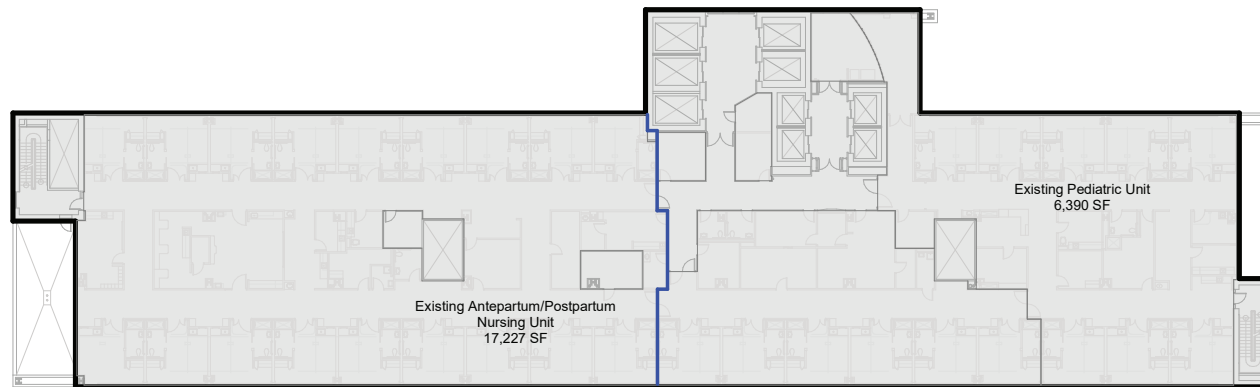 Existing Pediatric Unit
6,390 SF
Existing Antepartum/Postpartum
Nursing Unit
17,227 SF